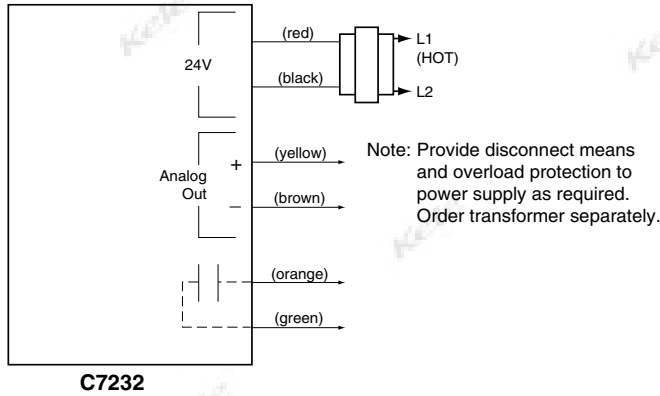 (red)
L1
(HOT)
24V
(black)
L2
(yellow)
+
Analog
Out
(brown)
–
Note: Provide disconnect means
and overload protection to
power supply as required.
Order transformer separately.
(orange)
(green)
C7232